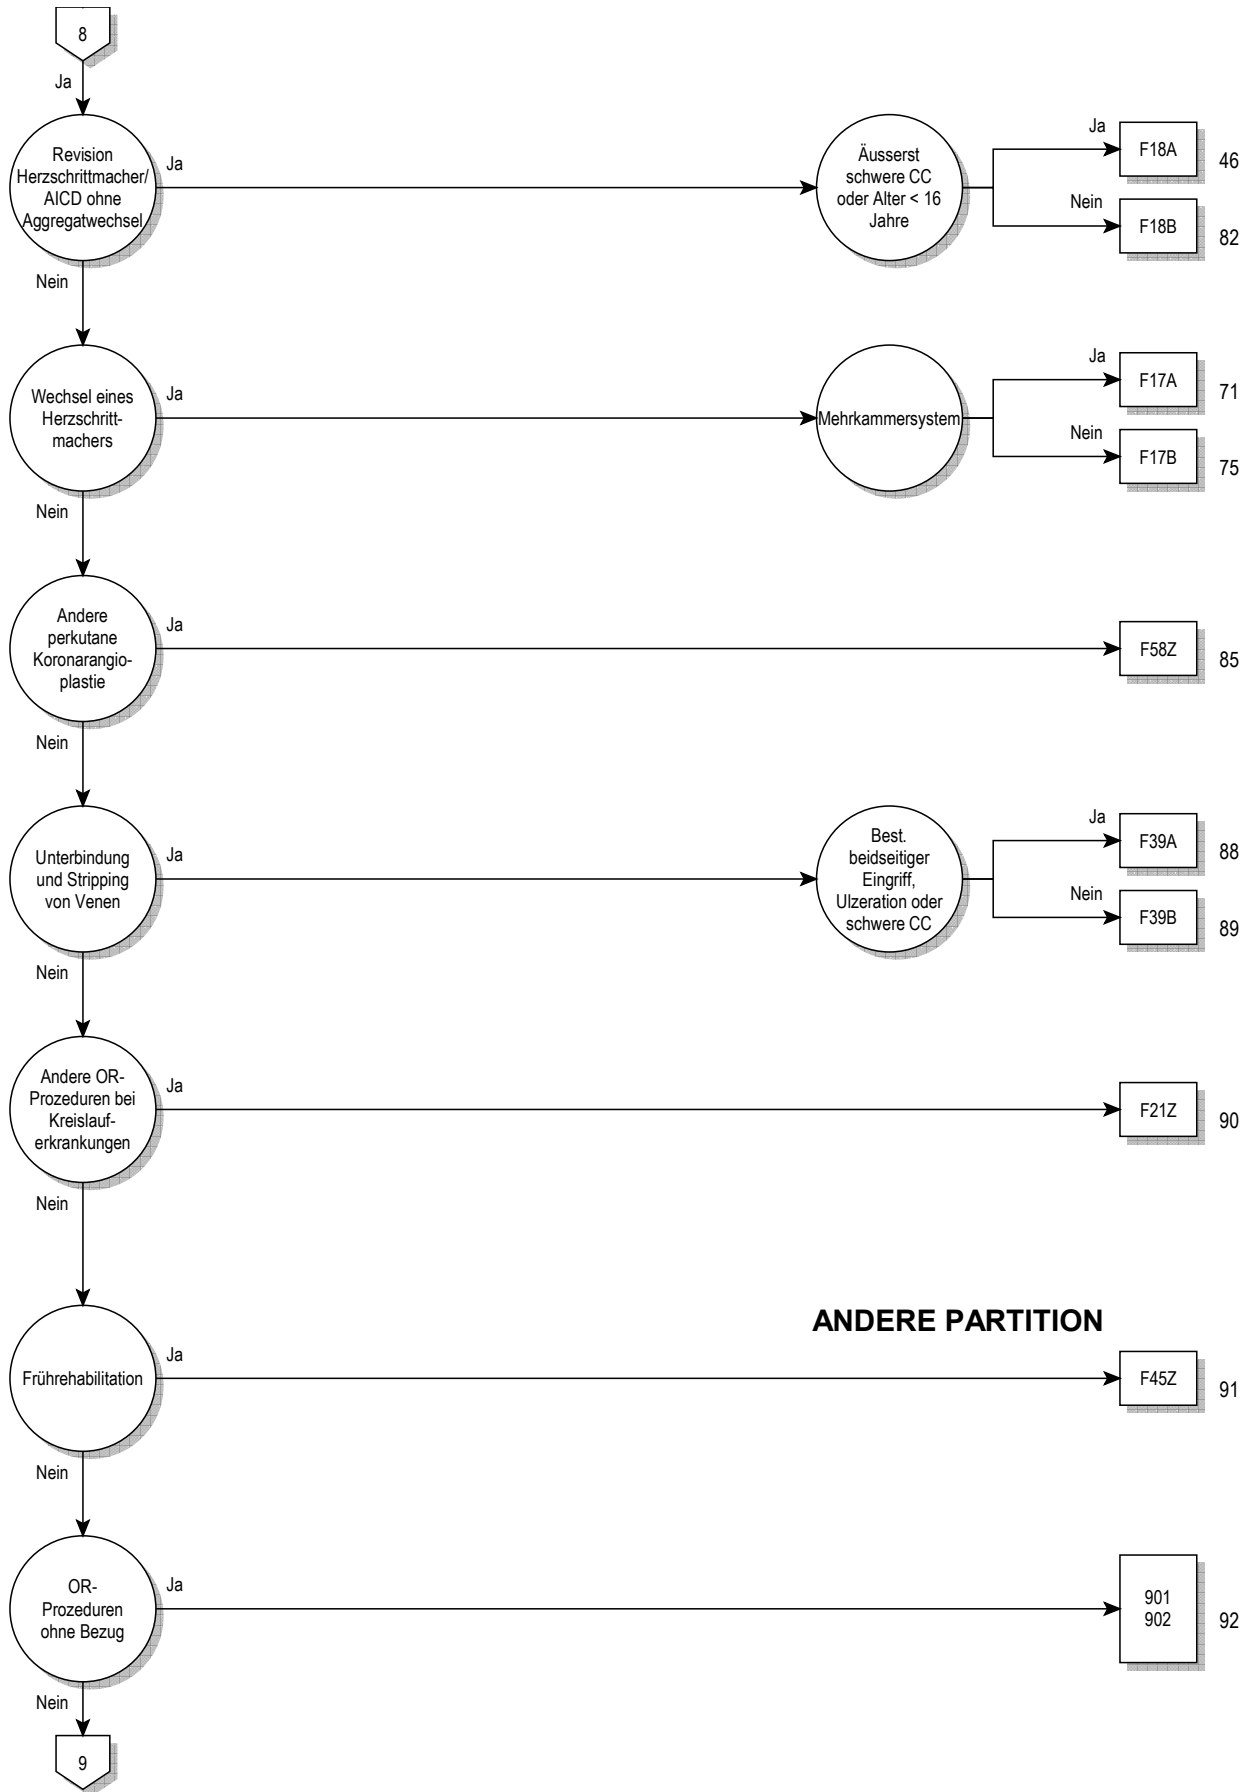 8
Ja
Revision
Herzschrittmacher/
AICD ohne
Aggregatwechsel
Ja
Äusserst
schwere CC
oder Alter < 16
Jahre
Ja
F18A
46
Nein
F18B
82
Nein
Wechsel eines
Herzschritt-
machers
Ja
Mehrkammersystem
Ja
F17A
71
Nein
F17B
75
Nein
Andere
perkutane
Koronarangio-
plastie
Ja
F58Z
85
Nein
Unterbindung
und Stripping
von Venen
Ja
Best.
beidseitiger
Eingriff,
Ulzeration oder
schwere CC
Ja
F39A
88
Nein
F39B
89
Nein
Andere OR-
Prozeduren bei
Kreislauf-
erkrankungen
Ja
F21Z
90
Nein
ANDERE PARTITION
Frührehabilitation
Ja
F45Z
91
Nein
OR-
Prozeduren
ohne Bezug
Ja
901
902
92
Nein
9